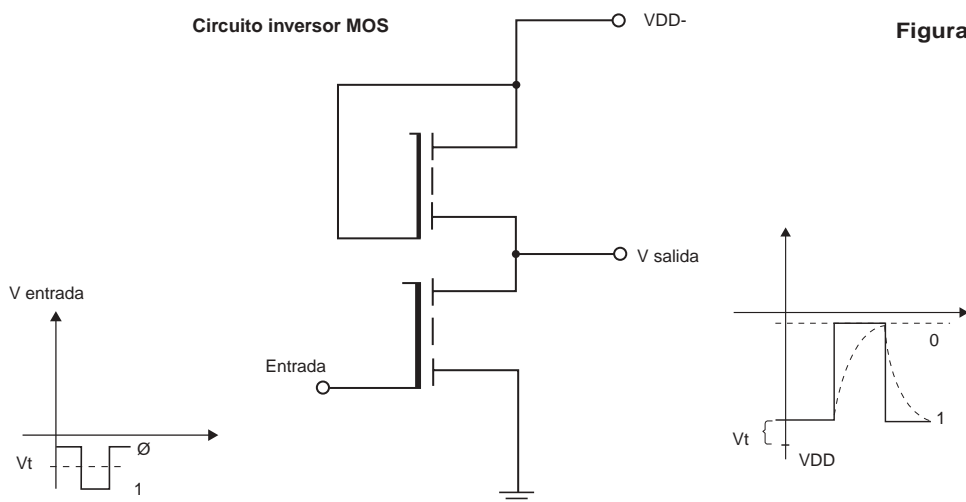 Circuito inversor MOS
VDD-
Figura
V salida
V entrada
Entrada
Vt
Ø
1
0
1
Vt
VDD